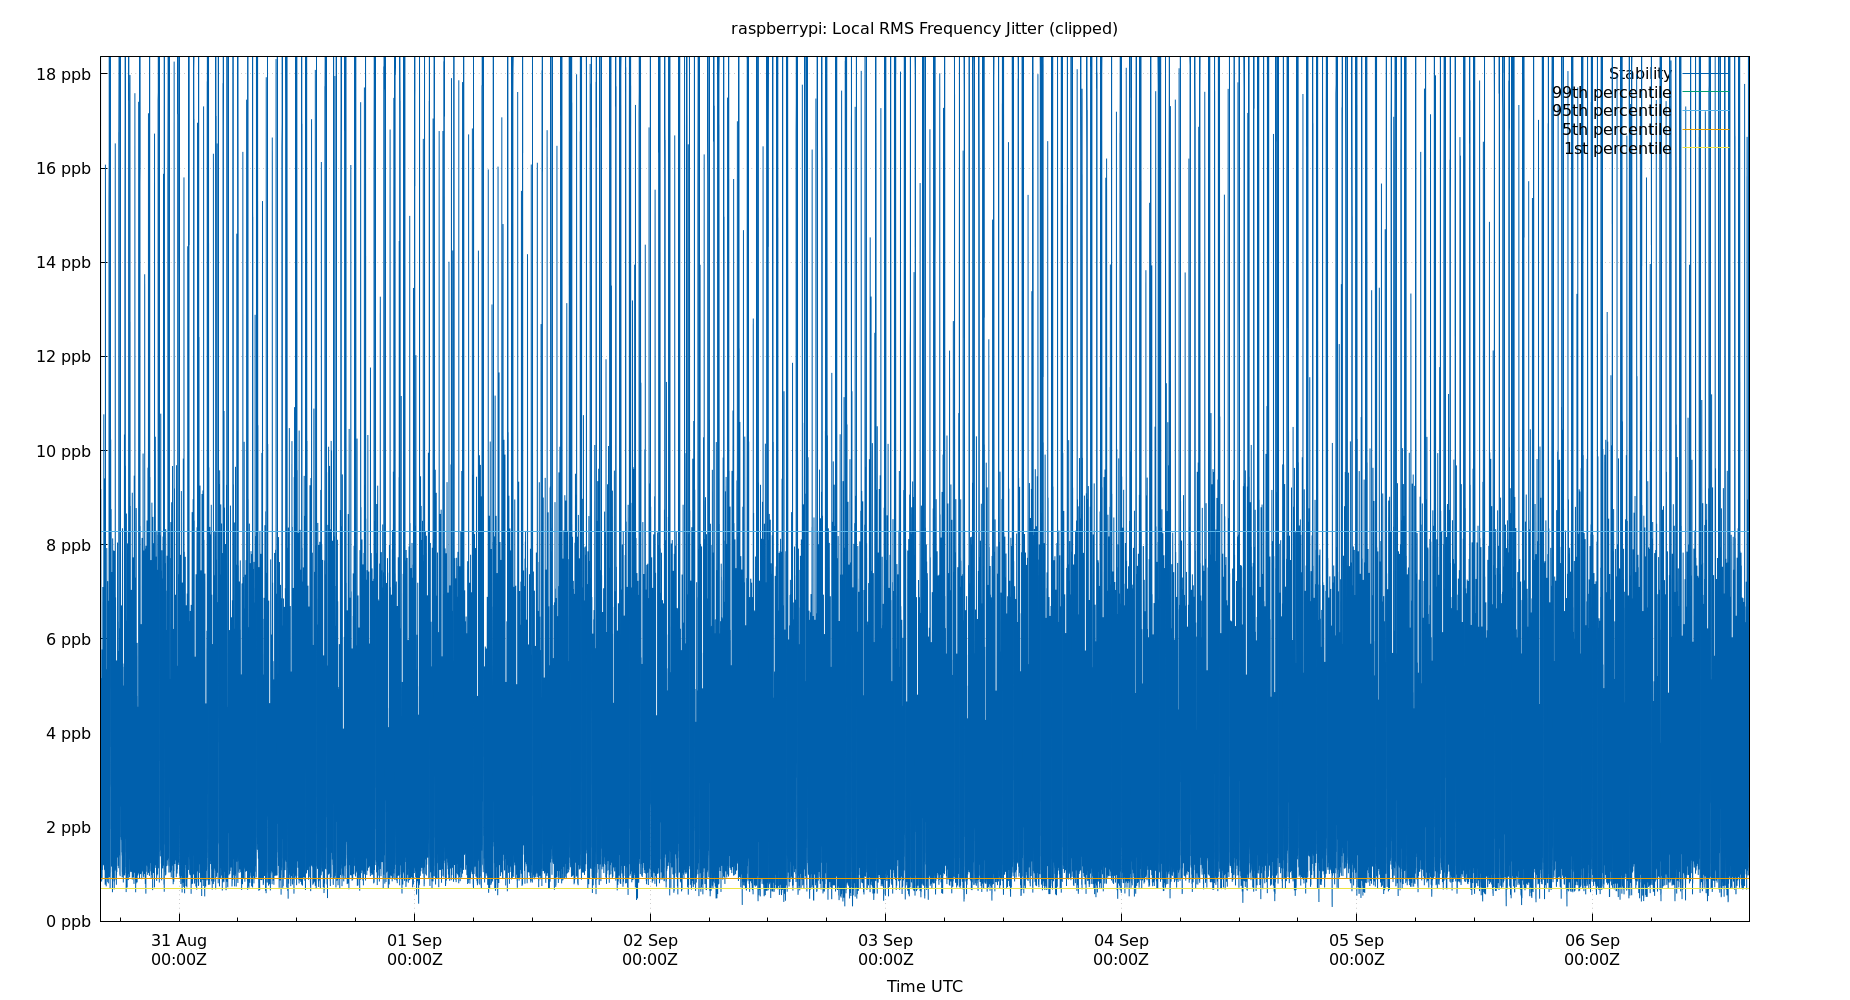 raspberrypi: Local RMS Frequency Jitter (clipped)
18 ppb
16 ppb
14 ppb
12 ppb
10 ppb
8 ppb
6 ppb
4 ppb
2 ppb
0 ppb
Stability
99th percentile
95th percentile
5th percentile
1st percentile
31 Aug
00:00Z
01 Sep
00:00Z
02 Sep
00:00Z
03 Sep
00:00Z
04 Sep
00:00Z
05 Sep
00:00Z
06 Sep
00:00Z
Time UTC